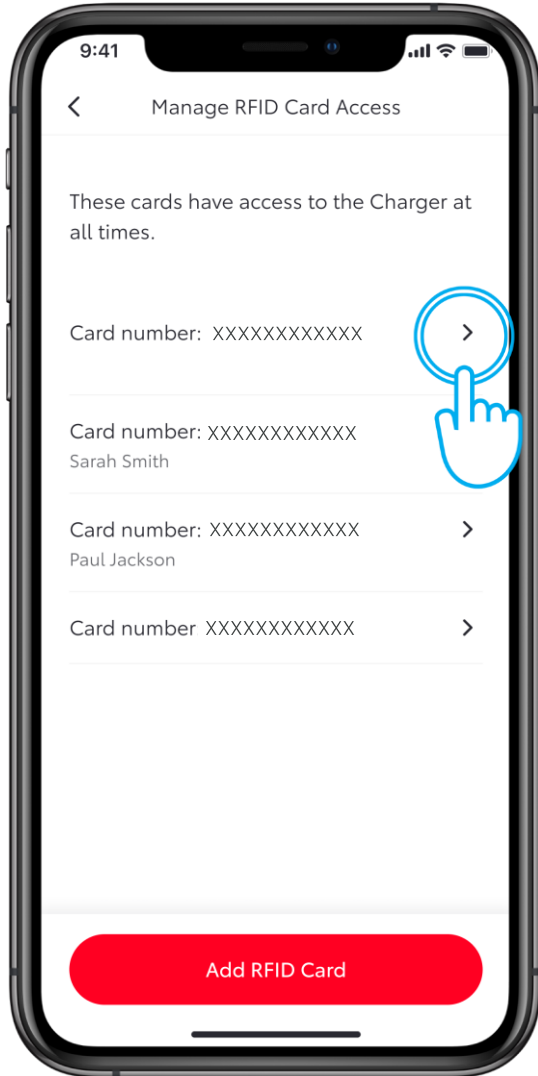 9:41
Manage RFID Card Access
These cards have access to the Charger at
all times.
Card number: XXXXXXXXXXXX
Card number: XXXXXXXXXXXX
Sarah Smith
Card number: XXXXXXXXXXXX
Paul Jackson
Card number XXXXXXXXXXXX
Add RFID Card